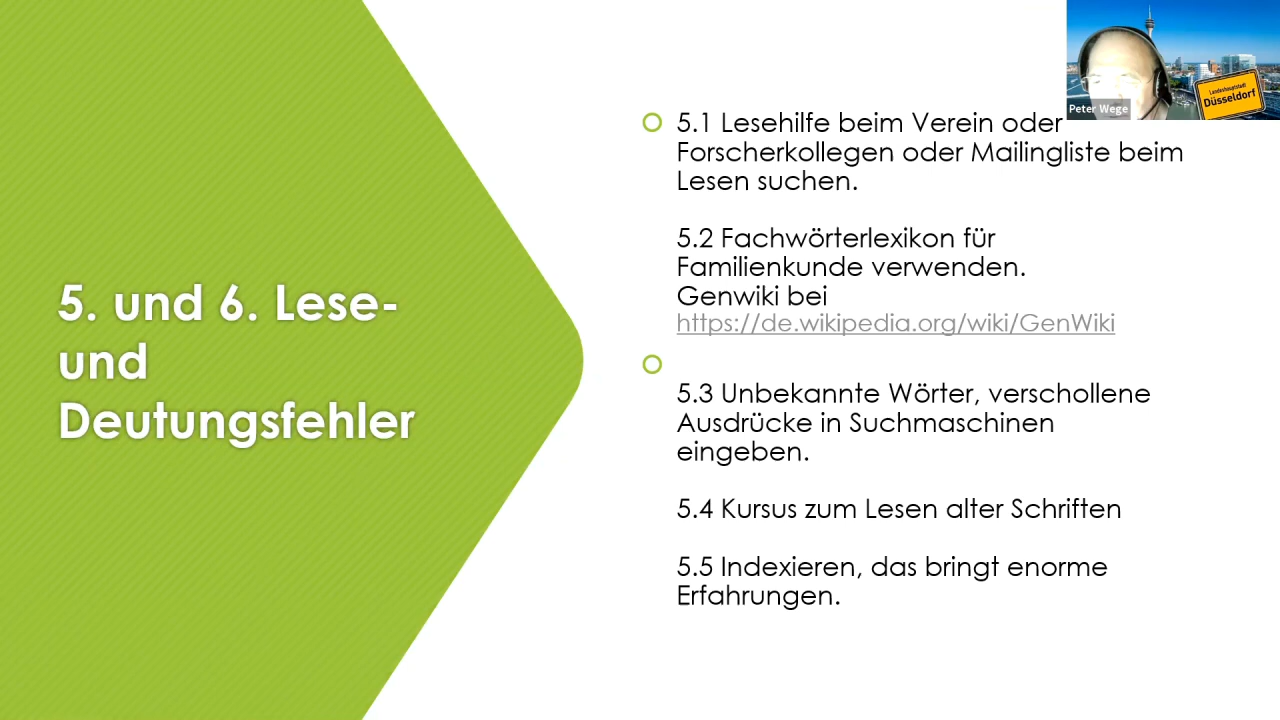 5. und 6. Lese-
und
Deutungsfehler
5.1 Lesehilfe beim Verein oder
Forscherkollegen oder Mailingliste beim
Lesen suchen.
5.2 Fachwörterlexikon für
Familienkunde verwenden.
Genwiki bei
https://de.wikipedia.org/wiki/GenWiki
5.3 Unbekannte Wörter, verschollene
Ausdrücke in Suchmaschinen
eingeben.
5.4 Kursus zum Lesen alter Schriften
5.5 Indexieren, das bringt enorme
Erfahrungen.
Peter Wege
Landeshauptstadt
Düsseldorf